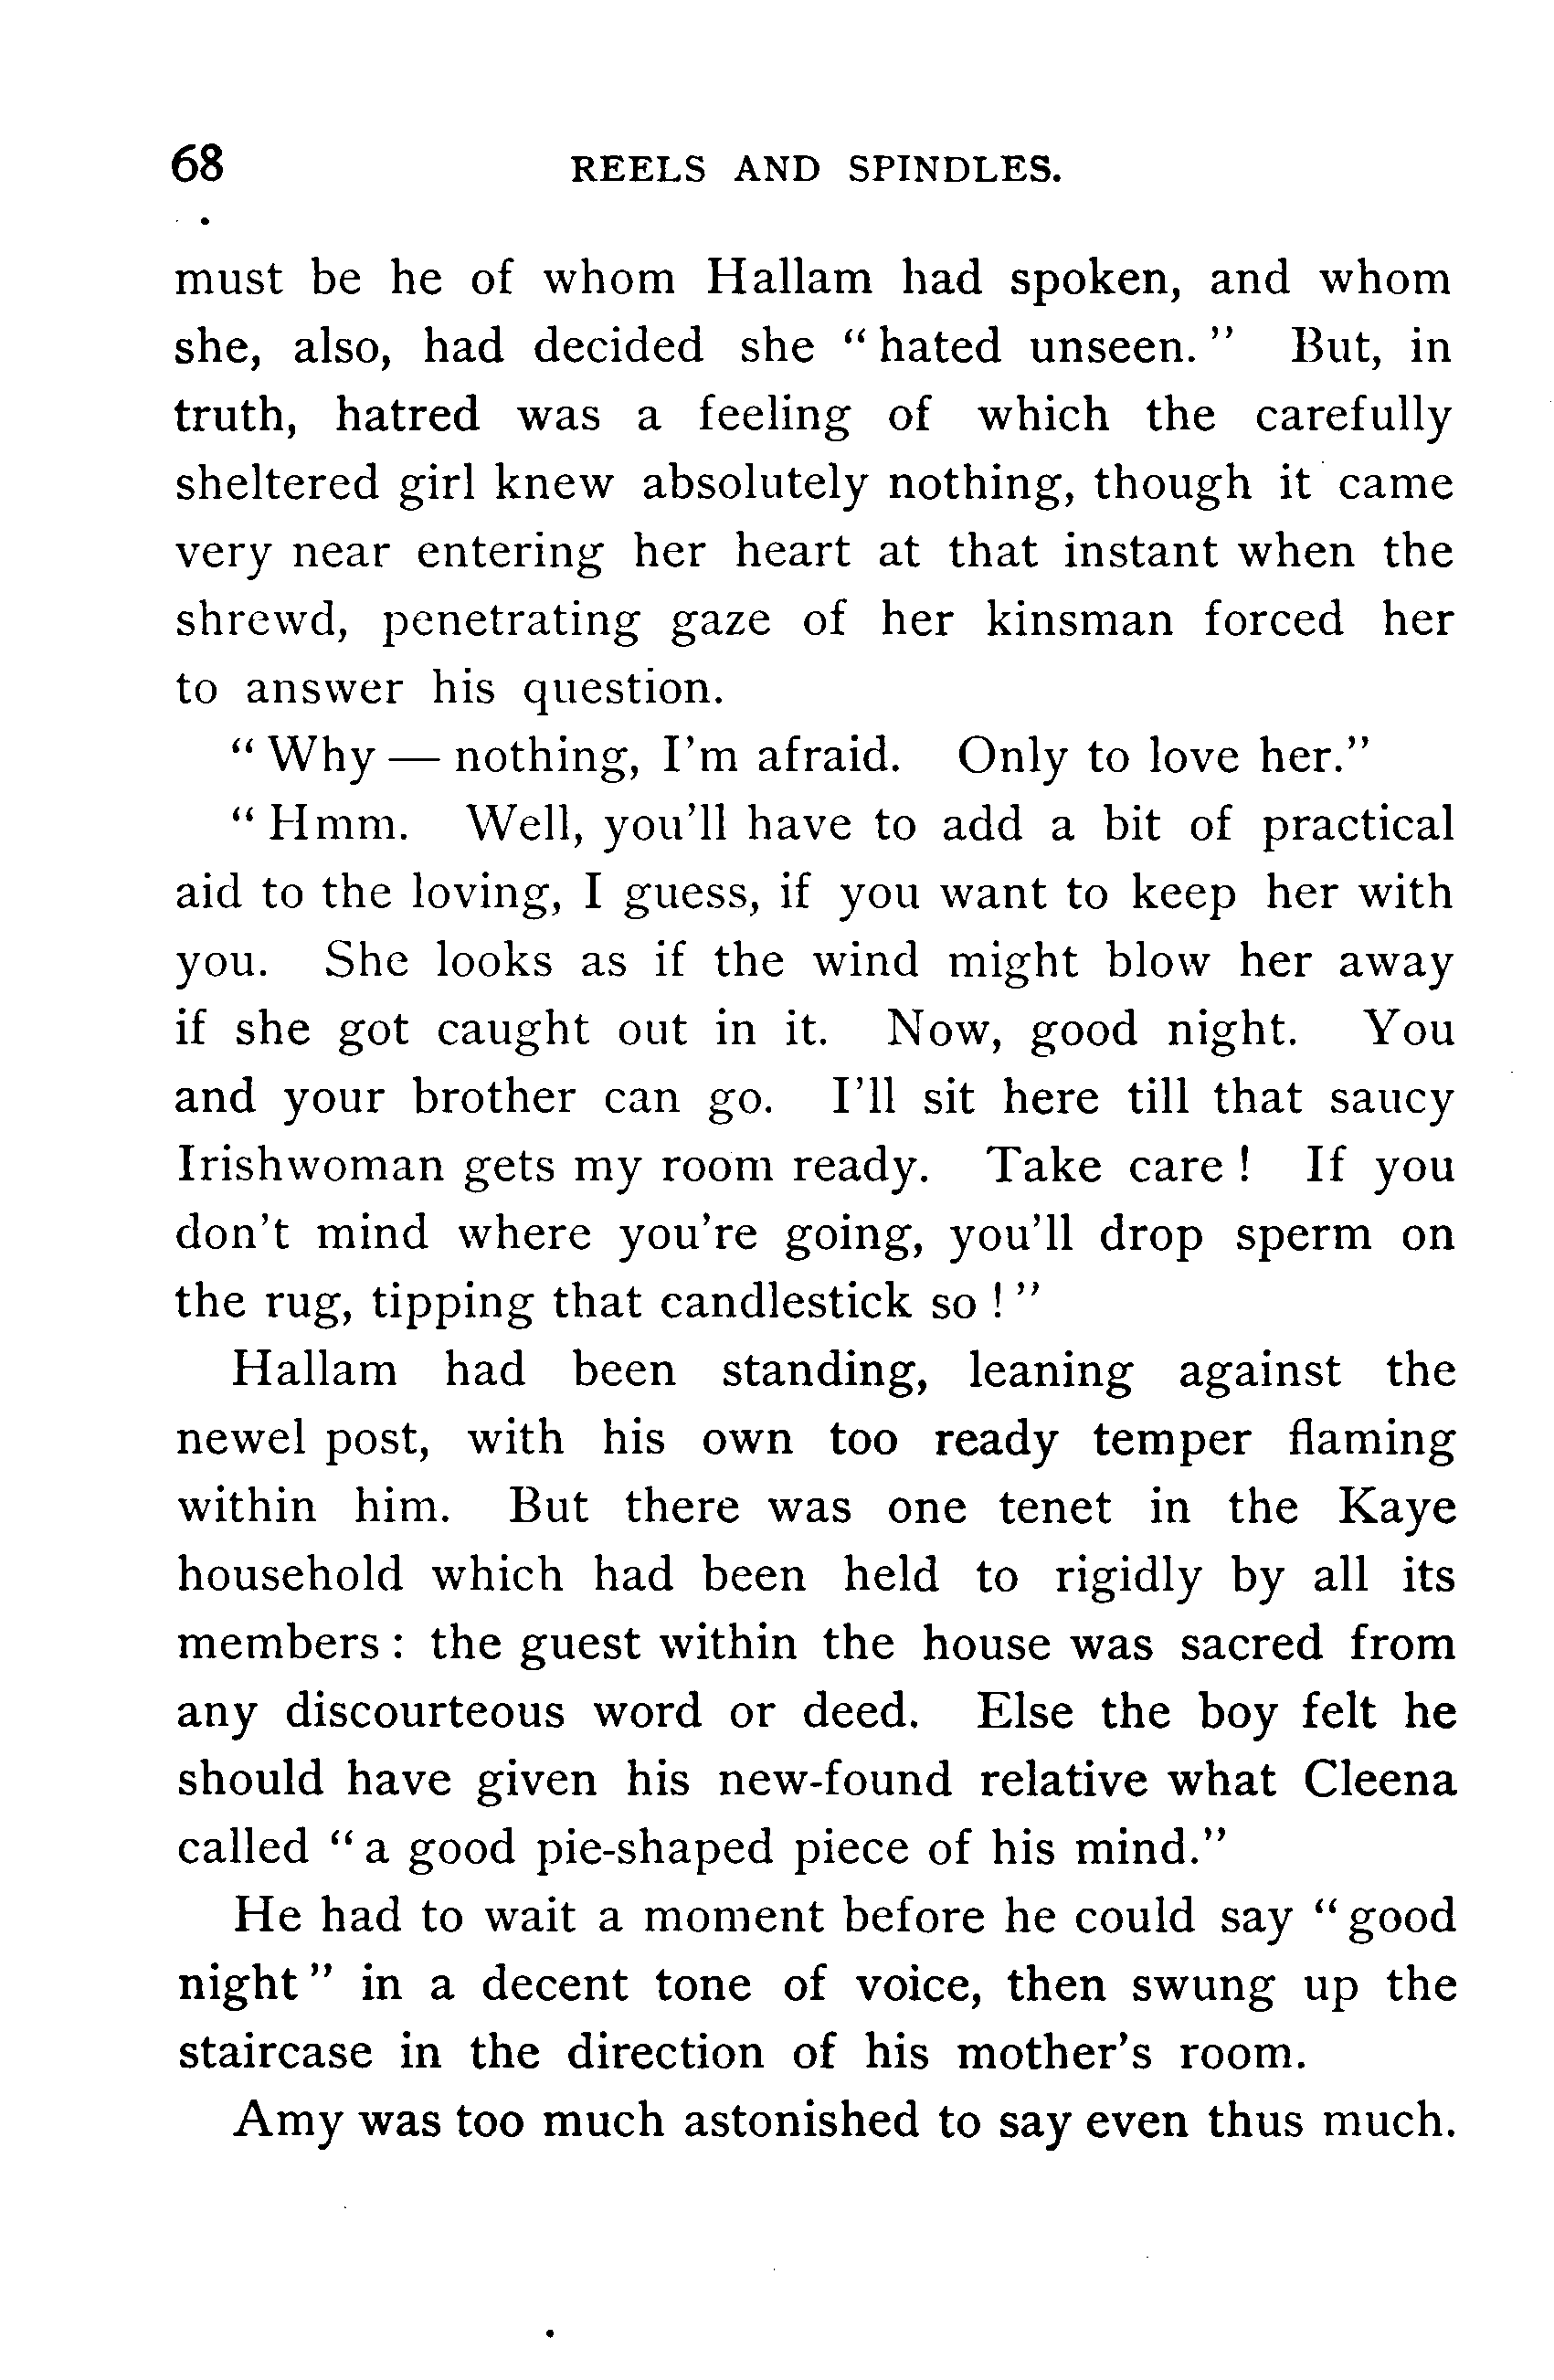 68 REELS AND SPINDLES.
must be he of whom Hallam had spoken, and whom
she, also, had decided she “hated unseen.” But, in
truth, hatred was a feeling of which the carefully
sheltered girl knew absolutely nothing, though it came
very near entering her heart at that instant when the
shrewd, penetrating gaze of her kinsman forced her
to answer his question.
“Why — nothing, I’m afraid. Only to love her.”
“Hmm. Well, you’ll have to add a bit of practical
aid to the loving, I guess, if you want to keep her with
you. She looks as if the wind might blow her away
if she got caught out in it. Now, good night. You
and your brother can go. I’ll sit here till that saucy
Irishwoman gets my room ready. Take care! If you
don’t mind where you’re going, you’ll drop sperm on
the rug, tipping that candlestick so!”
Hallam had been standing, leaning against the
newel post, with his own too ready temper flaming
within him. But there was one tenet in the Kaye
household which had been held to rigidly by all its
members: the guest within the house was sacred from
any discourteous word or deed. Else the boy felt he
should have given his new-found relative what Cleena
called “a good pie-shaped piece of his mind.”
He had to wait a moment before he could say “good
night” in a decent tone of voice, then swung up the
staircase in the direction of his mother’s room.
Amy was too much astonished to say even thus much.